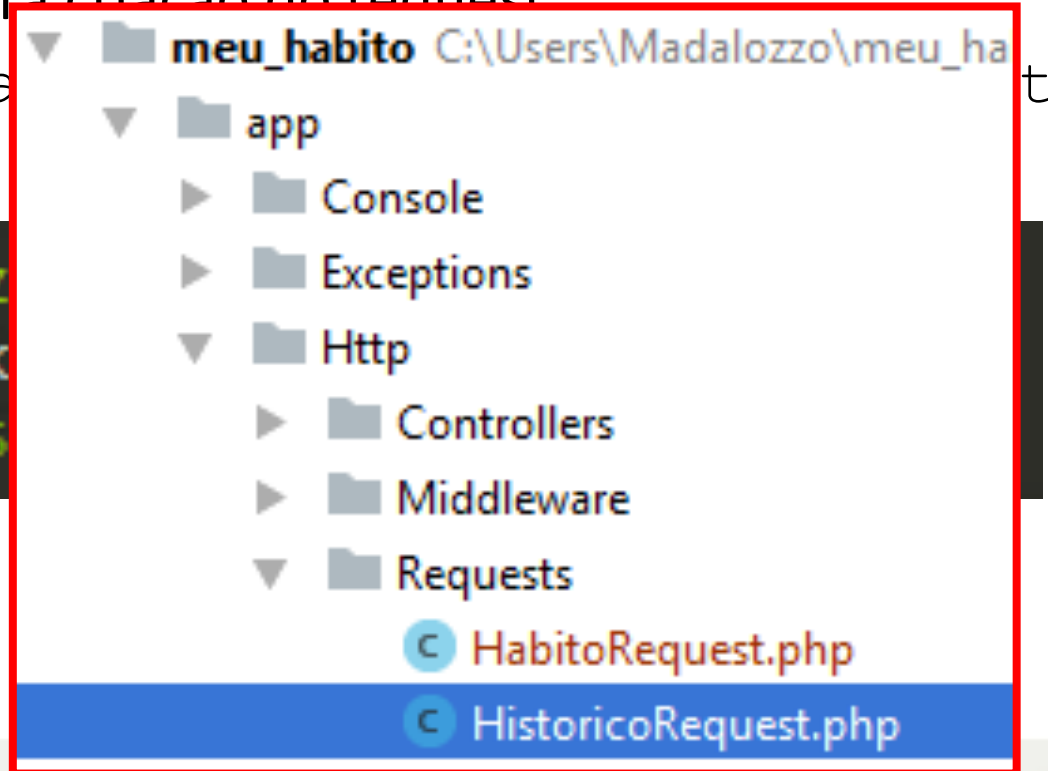 meu_habito C:\Users\Madalozzo\meu_ha
app
Console
Exceptions
Http
Controllers
Middleware
Requests
HabitoRequest.php
HistoricoRequest.php